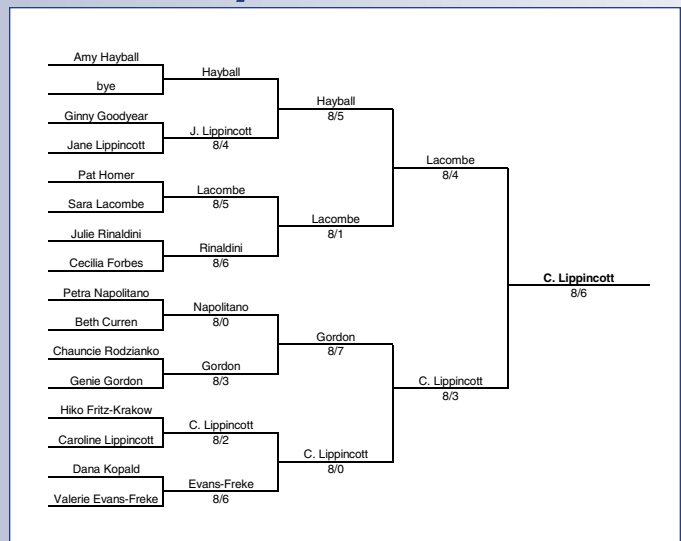 Amy Hayball
bye
Ginny Goodyear
Jane Lippincott
Pat Homer
Sara Lacombe
Julie Rinaldini
Cecilia Forbes
Petra Napolitano
Beth Curren
Chauncie Rodzianko
Genie Gordon
Hiko Fritz-Krakow
Caroline Lippincott
Dana Kopald
Valerie Evans-Freke
Hayball
J. Lippincott
8/4
Lacombe
8/5
Rinaldini
8/6
Napolitano
8/0
Gordon
8/3
C. Lippincott
8/2
Evans-Freke
8/6
Hayball
8/5
Lacombe
8/1
Gordon
8/7
C. Lippincott
8/0
Lacombe
8/4
C. Lippincott
8/3
C. Lippincott
8/6